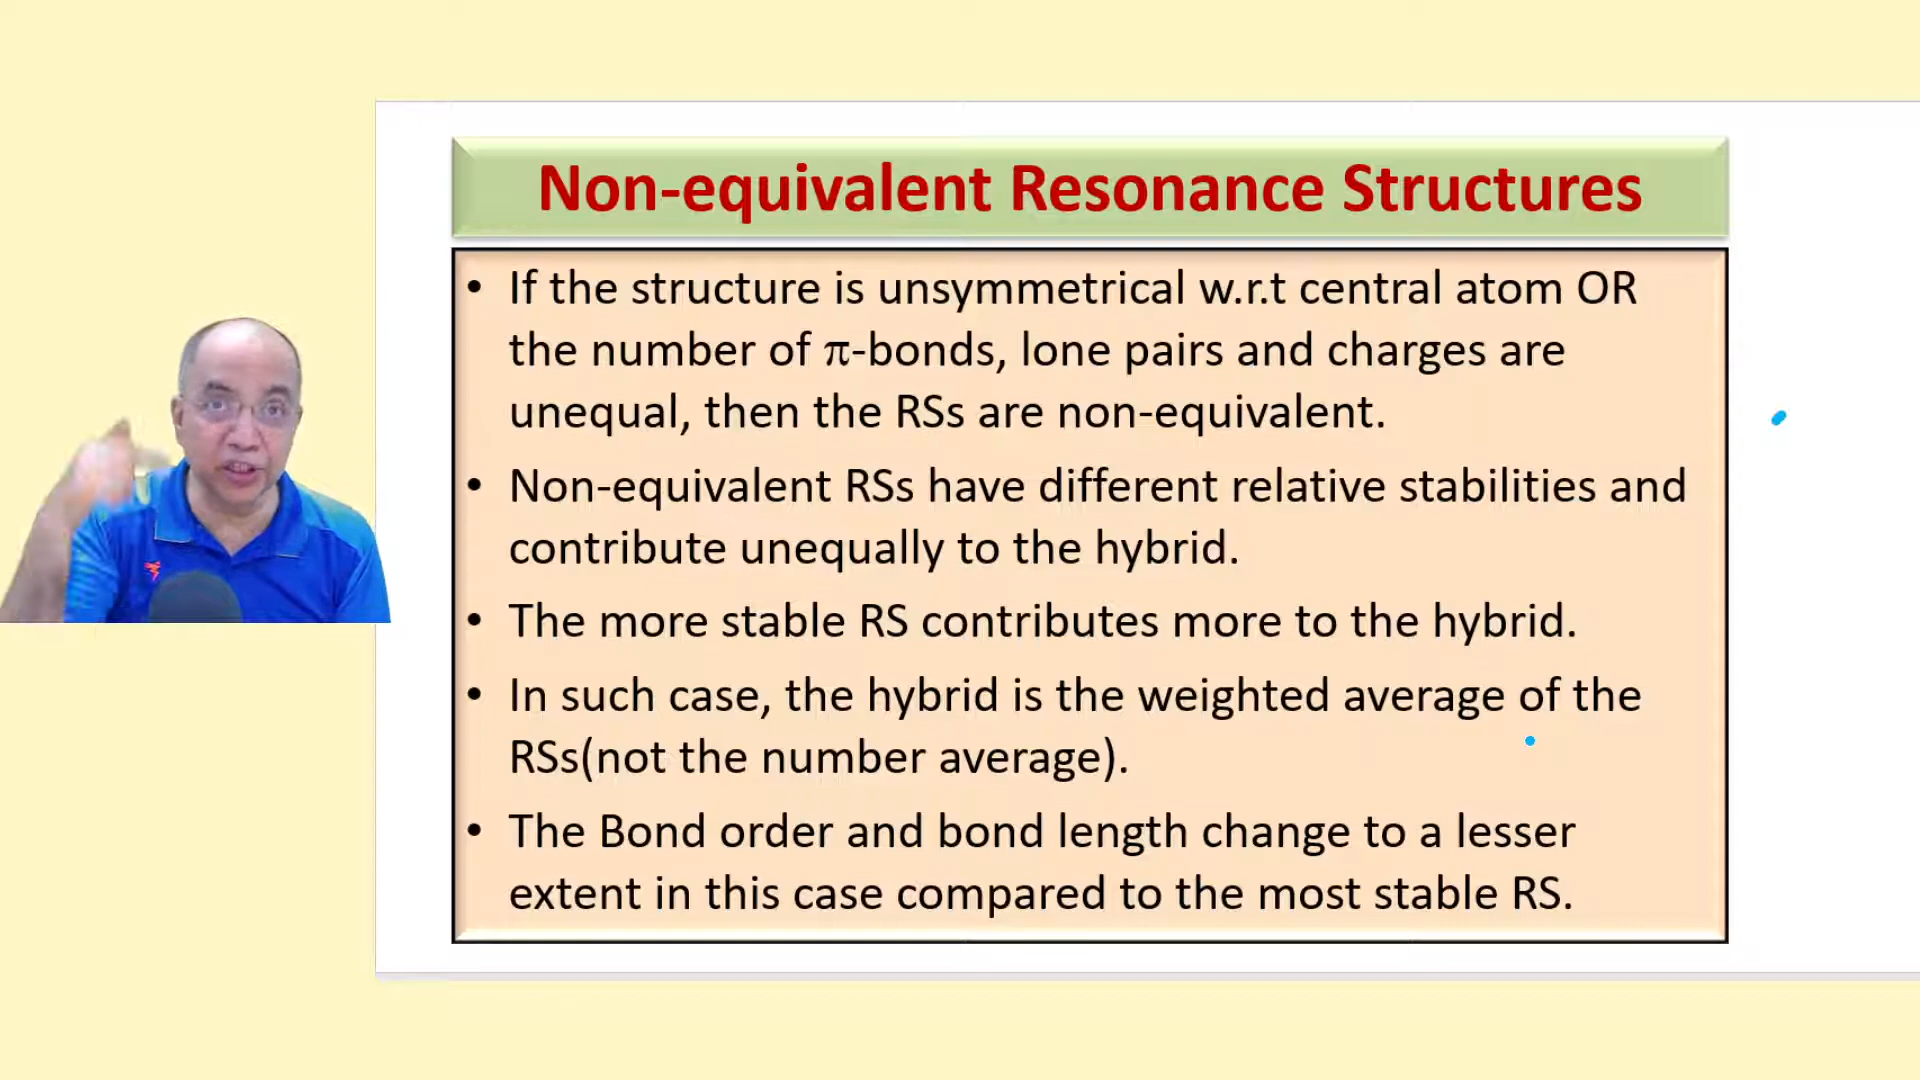 Non-equivalent Resonance Structures
• If the structure is unsymmetrical w.r.t central atom OR
the number of π-bonds, lone pairs and charges are
unequal, then the RSs are non-equivalent.
• Non-equivalent RSs have different relative stabilities and
contribute unequally to the hybrid.
• The more stable RS contributes more to the hybrid.
• In such case, the hybrid is the weighted average of the
RSs(not the number average).
• The Bond order and bond length change to a lesser
extent in this case compared to the most stable RS.